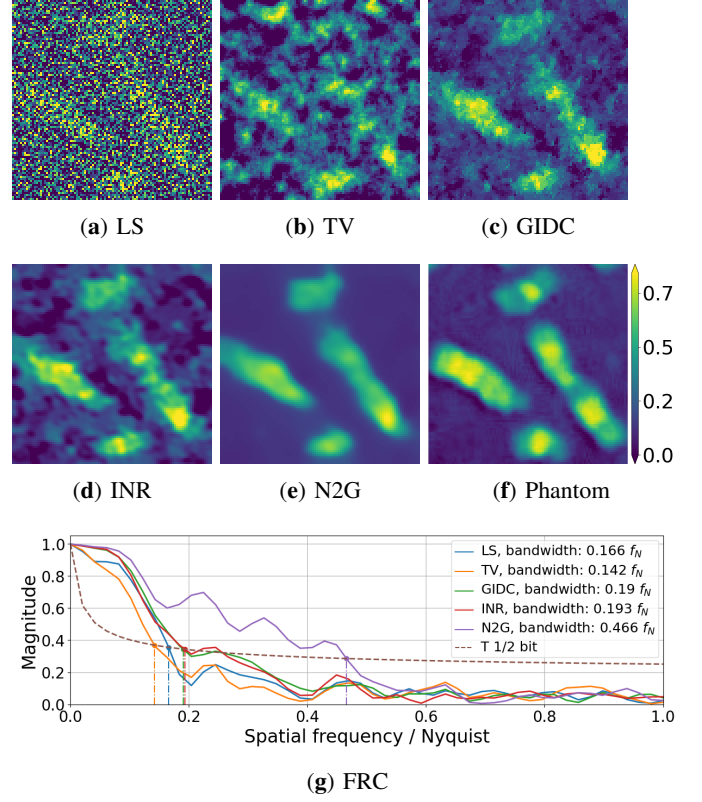 (a) LS (b) TV (c) GIDC
0.7
0.5
0.2
0.0
(d) INR (e) N2G (f) Phantom
1.0
0.8
0.6
0.4
0.2
0.0
Magnitude
LS, bandwidth: 0.166 f_N
TV, bandwidth: 0.142 f_N
GIDC, bandwidth: 0.19 f_N
INR, bandwidth: 0.193 f_N
N2G, bandwidth: 0.466 f_N
T 1/2 bit
0.0 0.2 0.4 0.6 0.8 1.0
Spatial frequency / Nyquist
(g) FRC